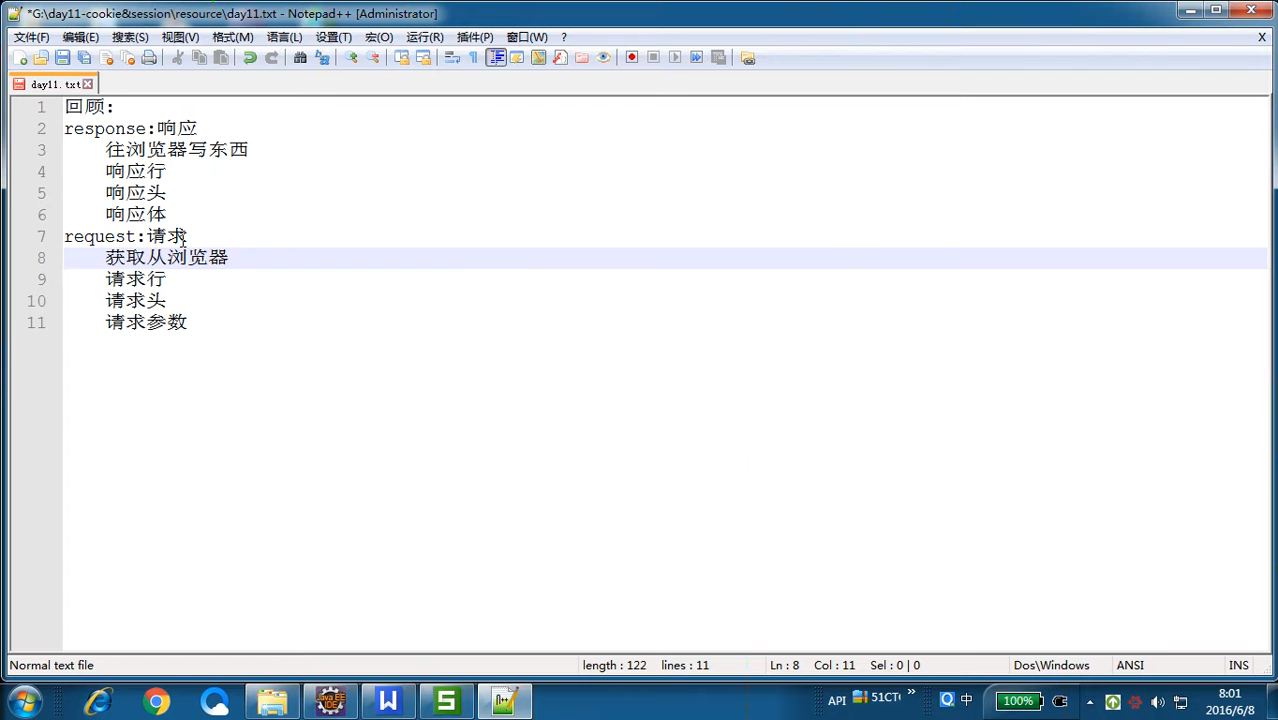 *G:\day11-cookie&session\resource\day11.txt - Notepad++ [Administrator]
文件(F) 编辑(E) 搜索(S) 视图(V) 格式(M) 语言(L) 设置(T) 宏(O) 运行(R) 插件(P) 窗口(W) ? X
day11.txt
1 回顾:
2 response:响应
3 往浏览器写东西
4 响应行
5 响应头
6 响应体
7 request:请求
8 获取从浏览器
9 请求行
10 请求头
11 请求参数
Normal text file length : 122 lines : 11 Ln : 8 Col : 11 Sel : 0 | 0 Dos\Windows ANSI INS
API 51CTO » 中 100% 8:01
2016/6/8